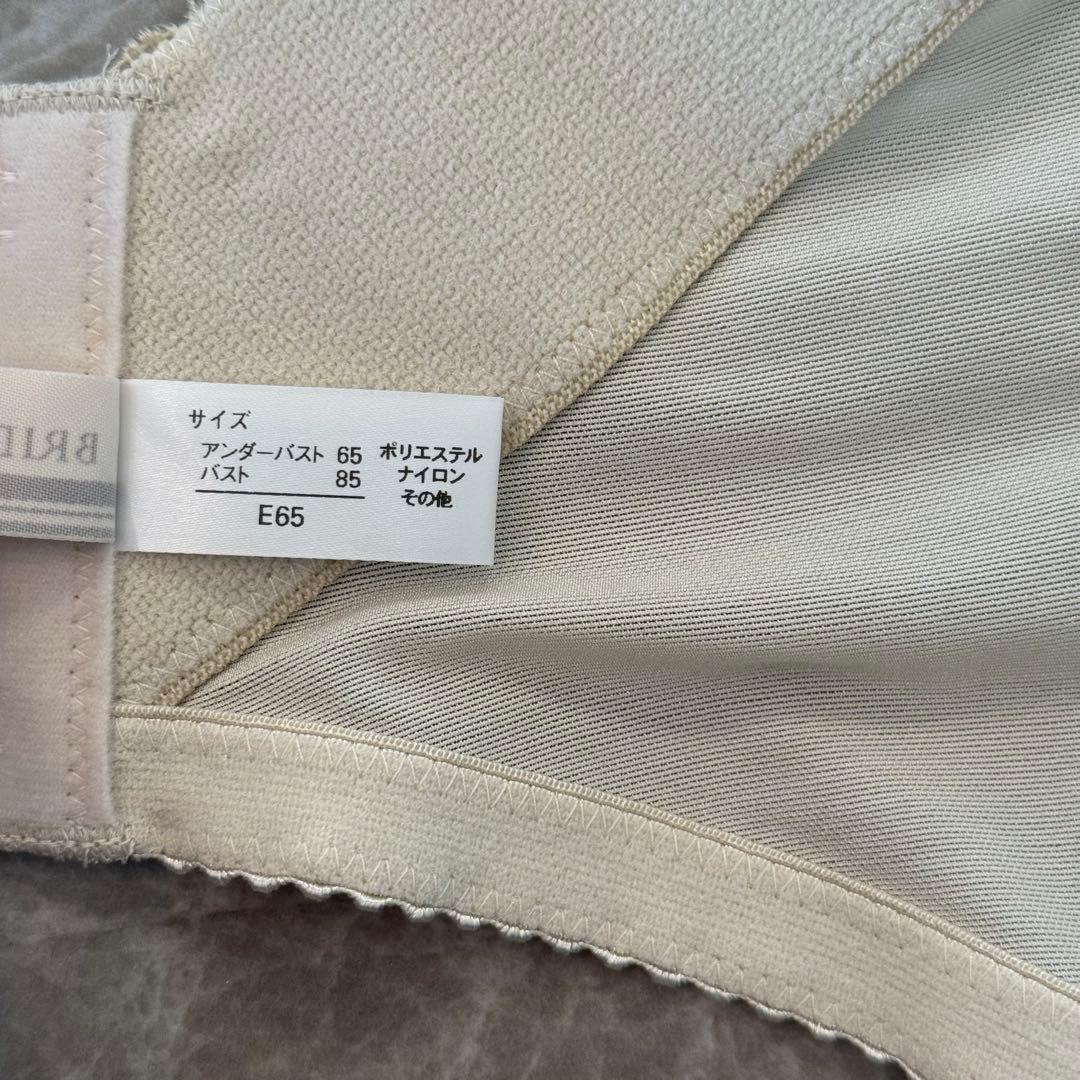 サイズ
アンダーバスト 65
バスト 85
E65
ポリエステル
ナイロン
その他
BRID